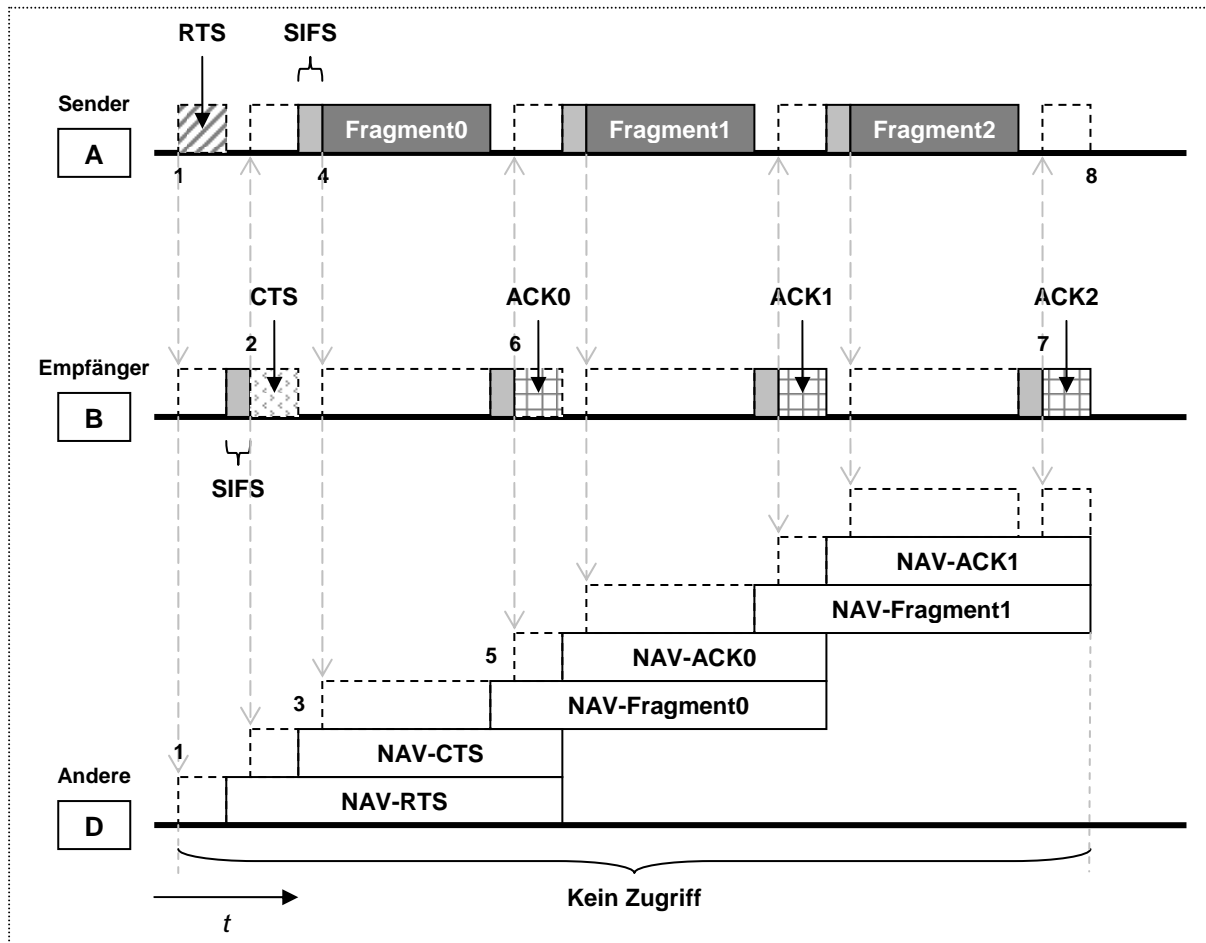 RTS
SIFS
Sender
A
Fragment0
Fragment1
Fragment2
1
4
8
CTS
ACK0
ACK1
ACK2
2
6
7
Empfänger
B
SIFS
NAV-ACK1
NAV-Fragment1
5
NAV-ACK0
3
NAV-Fragment0
1
NAV-CTS
Andere
D
NAV-RTS
Kein Zugriff
t